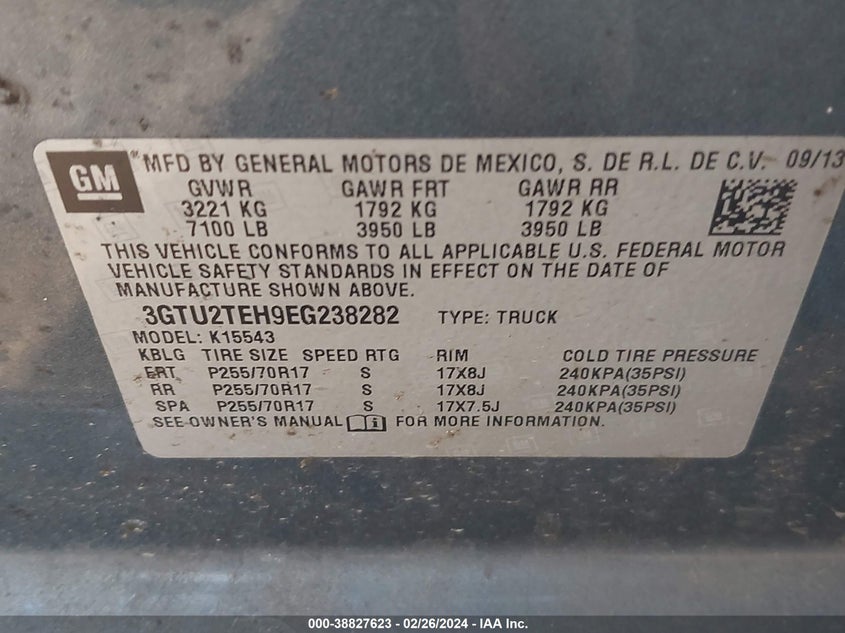 GM ® MFD BY GENERAL MOTORS DE MEXICO, S. DE R.L. DE C.V. 09/13
GVWR GAWR FRT GAWR RR
3221 KG 1792 KG 1792 KG
7100 LB 3950 LB 3950 LB
THIS VEHICLE CONFORMS TO ALL APPLICABLE U.S. FEDERAL MOTOR
VEHICLE SAFETY STANDARDS IN EFFECT ON THE DATE OF
MANUFACTURE SHOWN ABOVE.
3GTU2TEH9EG238282 TYPE: TRUCK
MODEL: K15543
KBLG TIRE SIZE SPEED RTG RIM COLD TIRE PRESSURE
FRT P255/70R17 S 17X8J 240KPA(35PSI)
RR P255/70R17 S 17X8J 240KPA(35PSI)
SPA P255/70R17 S 17X7.5J 240KPA(35PSI)
SEE OWNER'S MANUAL FOR MORE INFORMATION.
000-38827623 - 02/26/2024 - IAA Inc.